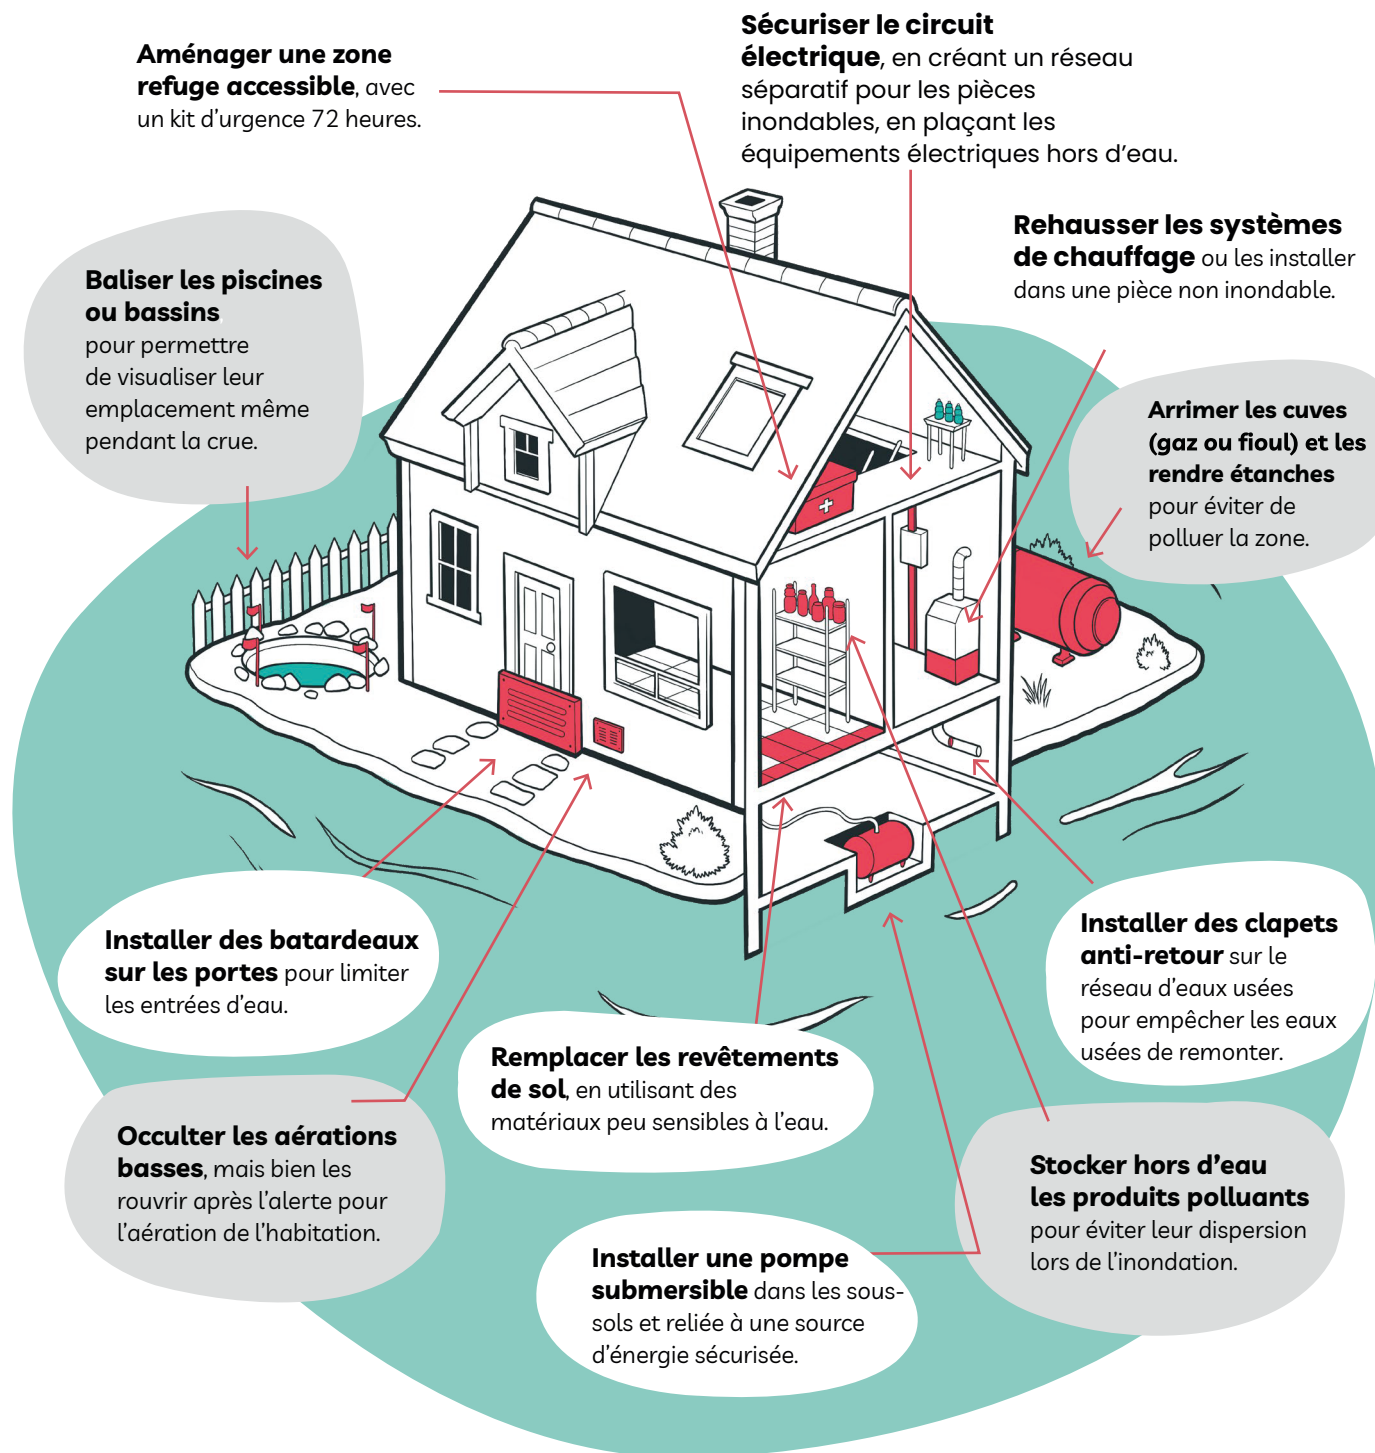 Aménager une zone
refuge accessible, avec
un kit d'urgence 72 heures.
Sécuriser le circuit
électrique, en créant un réseau
séparatif pour les pièces
inondables, en plaçant les
équipements électriques hors d'eau.
Rehausser les systèmes
de chauffage ou les installer
dans une pièce non inondable.
Baliser les piscines
ou bassins
pour permettre
de visualiser leur
emplacement même
pendant la crue.
Arrimer les cuves
(gaz ou fioul) et les
rendre étanches
pour éviter de
polluer la zone.
Installer des batardeaux
sur les portes pour limiter
les entrées d'eau.
Installer des clapets
anti-retour sur le
réseau d'eaux usées
pour empêcher les eaux
usées de remonter.
Remplacer les revêtements
de sol, en utilisant des
matériaux peu sensibles à l'eau.
Occulter les aérations
basses, mais bien les
rouvrir après l'alerte pour
l'aération de l'habitation.
Stocker hors d'eau
les produits polluants
pour éviter leur dispersion
lors de l'inondation.
Installer une pompe
submersible dans les sous-
sols et reliée à une source
d'énergie sécurisée.